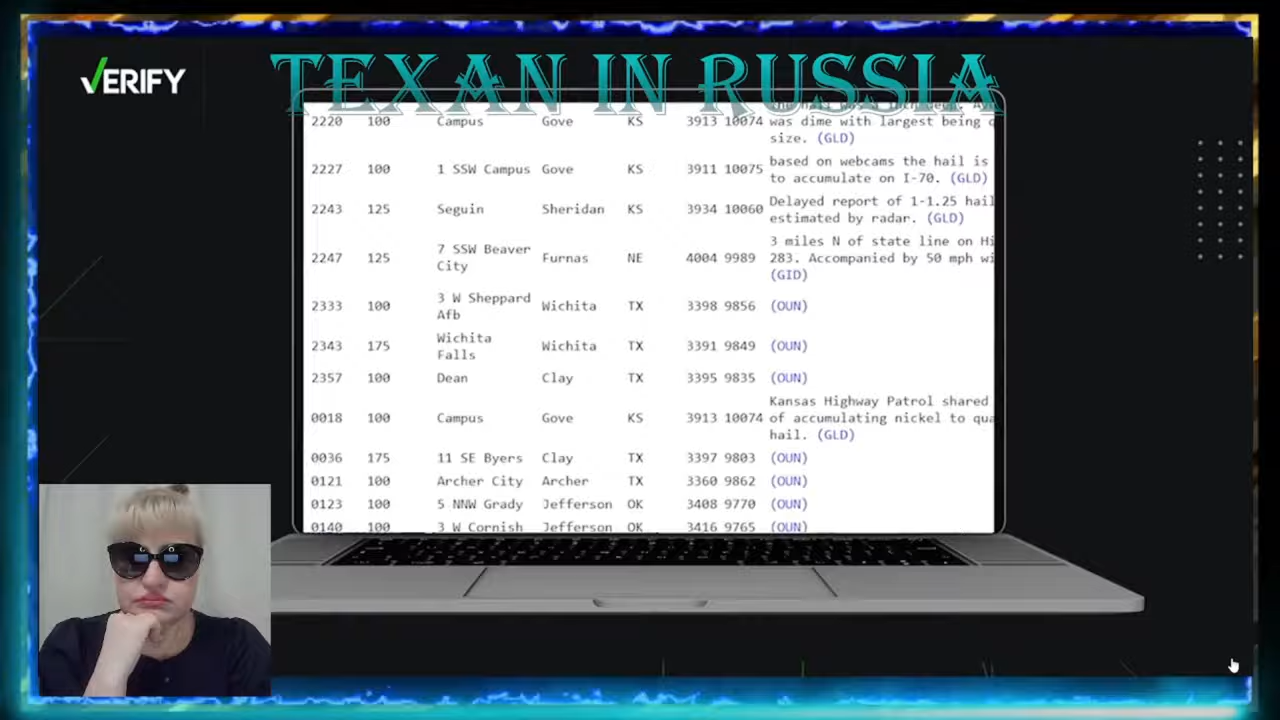 VERIFY
TEXAN IN RUSSIA
2220 100 Campus Gove KS 3913 10074 was dime with largest being
size. (GLD)
2227 100 1 SSW Campus Gove KS 3911 10075 based on webcams the hail is
to accumulate on I-70. (GLD)
2243 125 Seguin Sheridan KS 3934 10060 Delayed report of 1-1.25 hail
estimated by radar. (GLD)
2247 125 7 SSW Beaver City Furnas NE 4004 9989 3 miles N of state line on
283. Accompanied by 50 mph
(GID)
2333 100 3 W Sheppard Afb Wichita TX 3398 9856 (OUN)
2343 175 Wichita Falls Wichita TX 3391 9849 (OUN)
2357 100 Dean Clay TX 3395 9835 (OUN)
0018 100 Campus Gove KS 3913 10074 Kansas Highway Patrol shared
of accumulating nickel to
hail. (GLD)
0036 175 11 SE Byers Clay TX 3397 9803 (OUN)
0121 100 Archer City Archer TX 3360 9862 (OUN)
0123 100 5 NNW Grady Jefferson OK 3408 9770 (OUN)
0140 100 3 W Cornish Jefferson OK 3416 9765 (OUN)